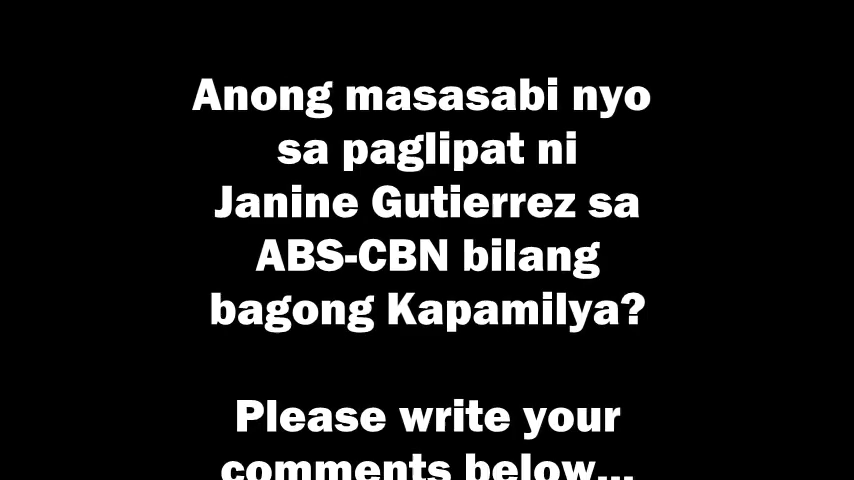 Anong masasabi nyo
sa paglipat ni
Janine Gutierrez sa
ABS-CBN bilang
bagong Kapamilya?
Please write your
comments below...